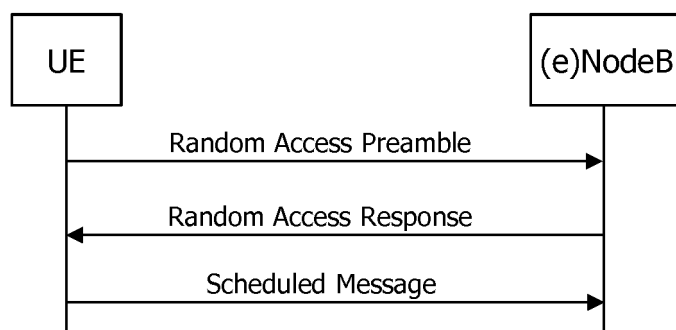 UE
(e)NodeB
Random Access Preamble
Random Access Response
Scheduled Message